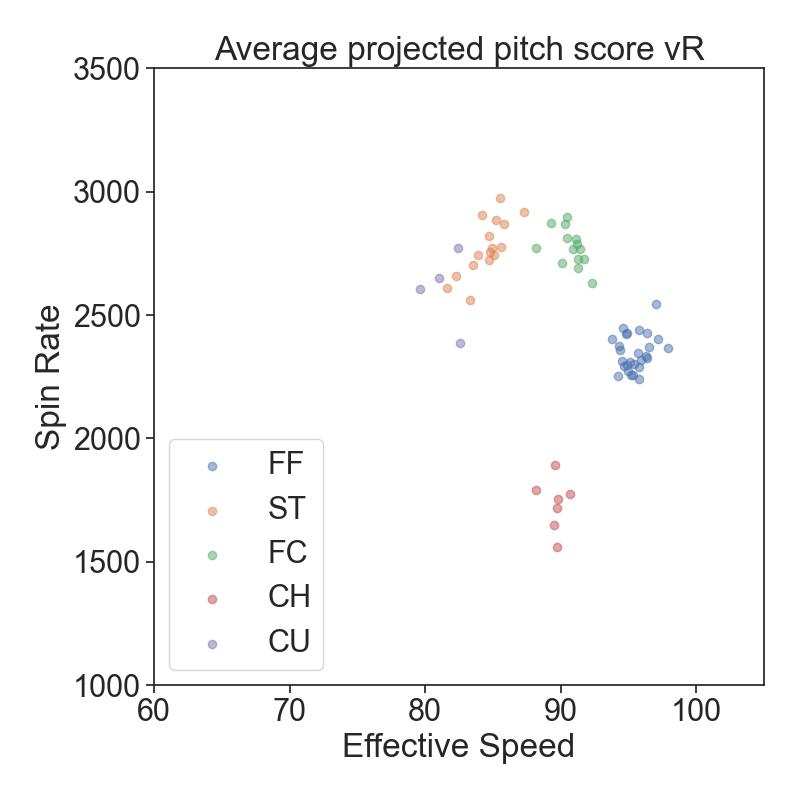 Average projected pitch score vR
3500
3000
2500
2000
1500
1000
Spin Rate
FF
ST
FC
CH
CU
60 70 80 90 100
Effective Speed